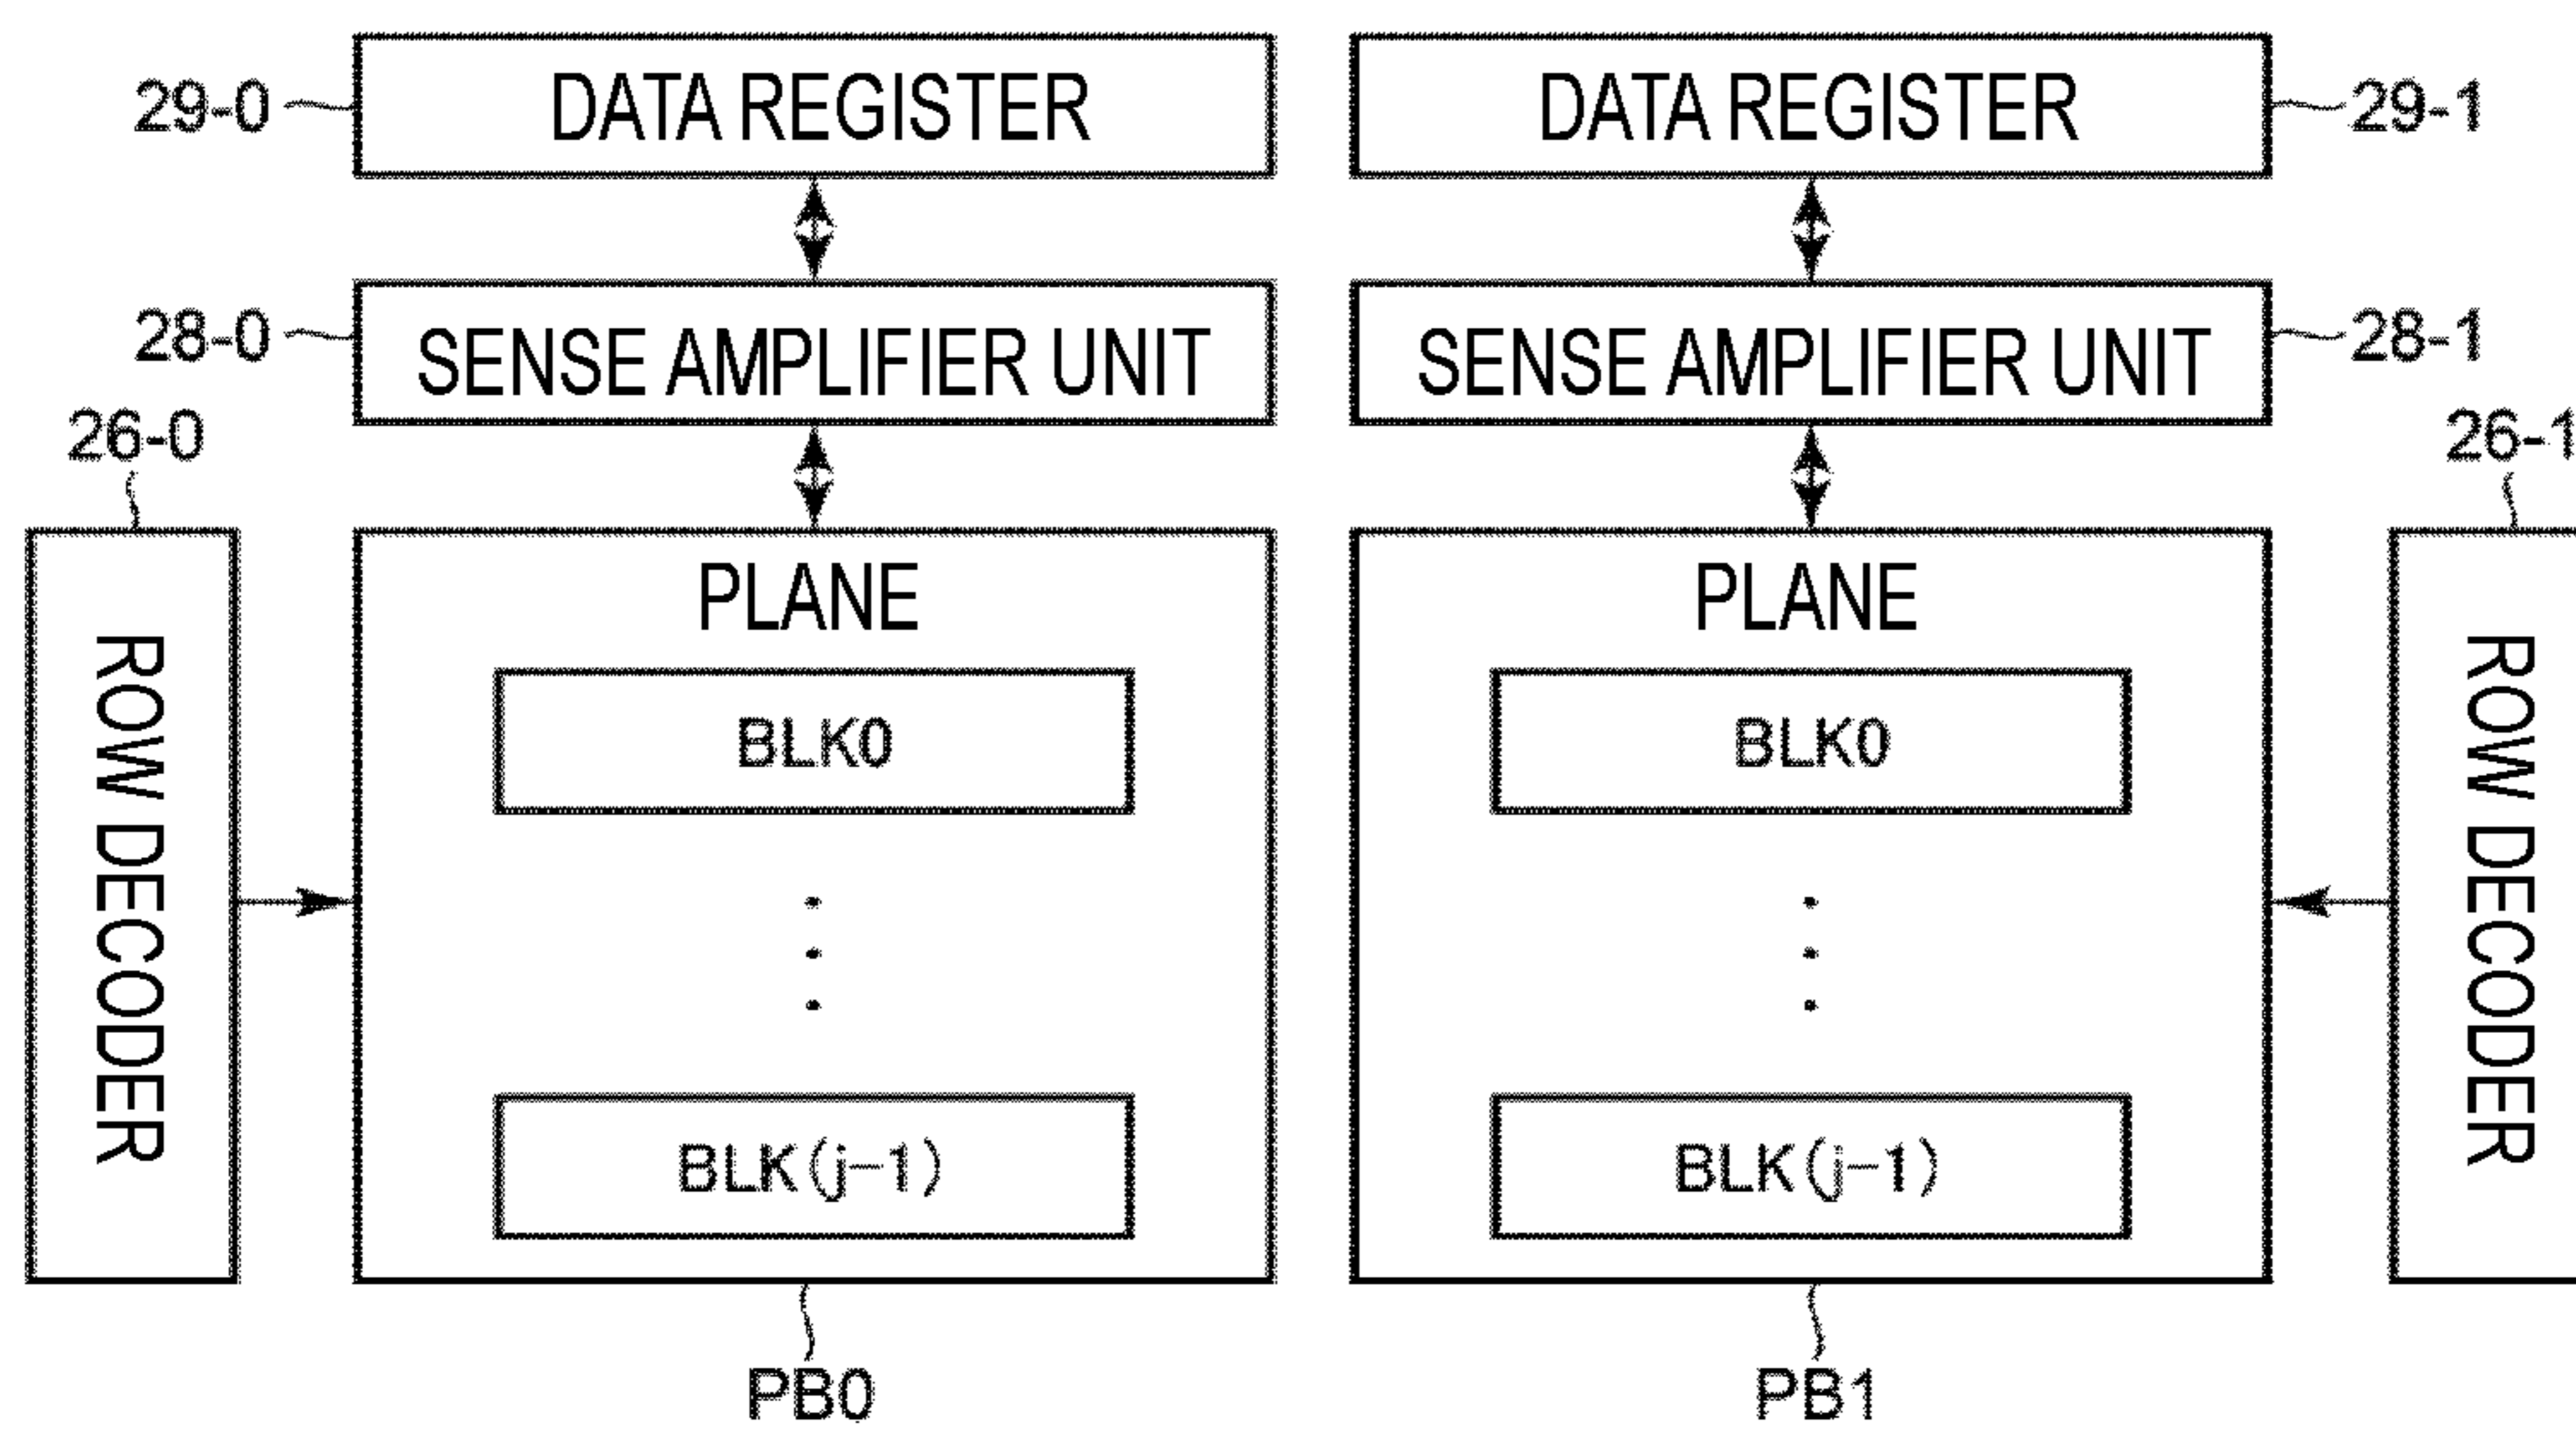 29-0 DATA REGISTER DATA REGISTER 29-1
28-0 SENSE AMPLIFIER UNIT SENSE AMPLIFIER UNIT 28-1
26-0 26-1
ROW DECODER
PLANE PLANE
ROW DECODER
BLK0 BLK0
BLK(j-1) BLK(j-1)
PB0 PB1